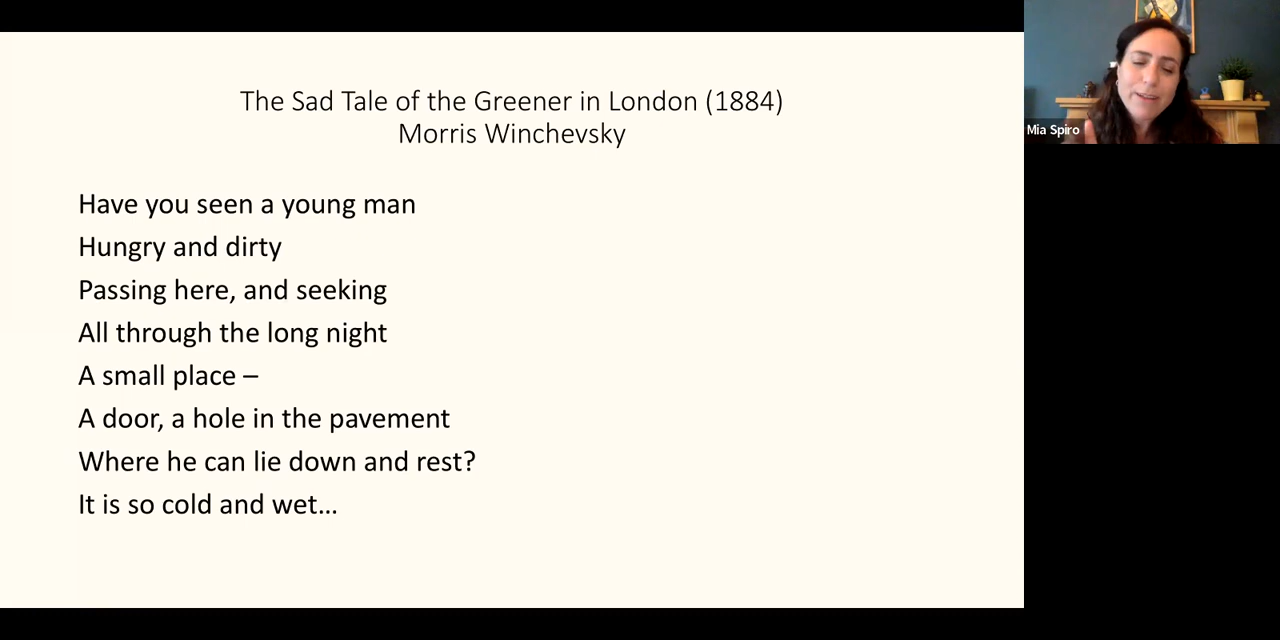 The Sad Tale of the Greener in London (1884)
Morris Winchevsky
Have you seen a young man
Hungry and dirty
Passing here, and seeking
All through the long night
A small place –
A door, a hole in the pavement
Where he can lie down and rest?
It is so cold and wet…
Mia Spiro